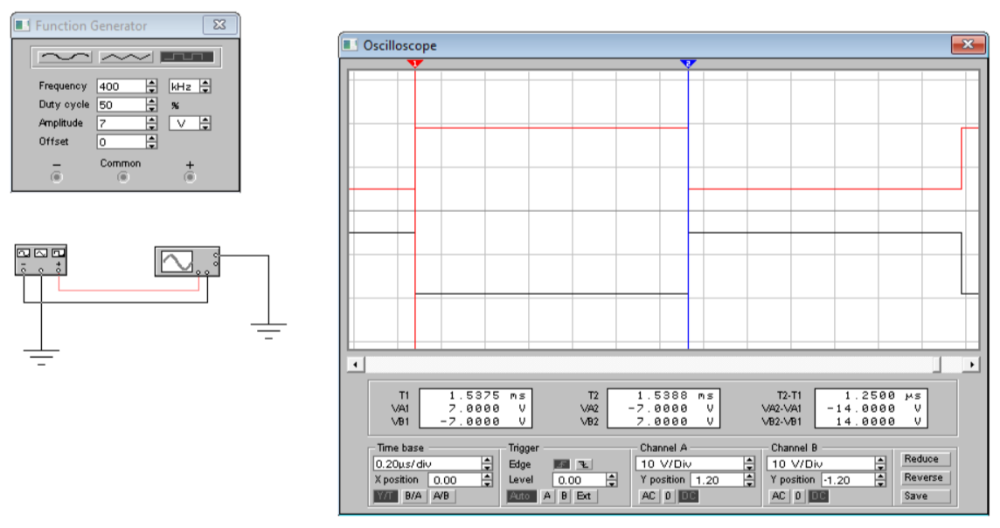 Function Generator
Frequency 400 kHz
Duty cycle 50 %
Amplitude 7 V
Offset 0
− Common +
Oscilloscope
1 2
− +
T1 1.5375 ms T2 1.5388 ms T2-T1 1.2500 µs
VA1 7.0000 V VA2 -7.0000 V VA2-VA1 -14.0000 V
VB1 -7.0000 V VB2 7.0000 V VB2-VB1 14.0000 V
Time base Trigger Channel A Channel B
0.20µs/div Edge 10 V/Div 10 V/Div Reduce
X position 0.00 Level 0.00 Y position 1.20 Y position -1.20 Reverse
Y/T B/A A/B Auto A B Ext AC 0 DC AC 0 DC Save